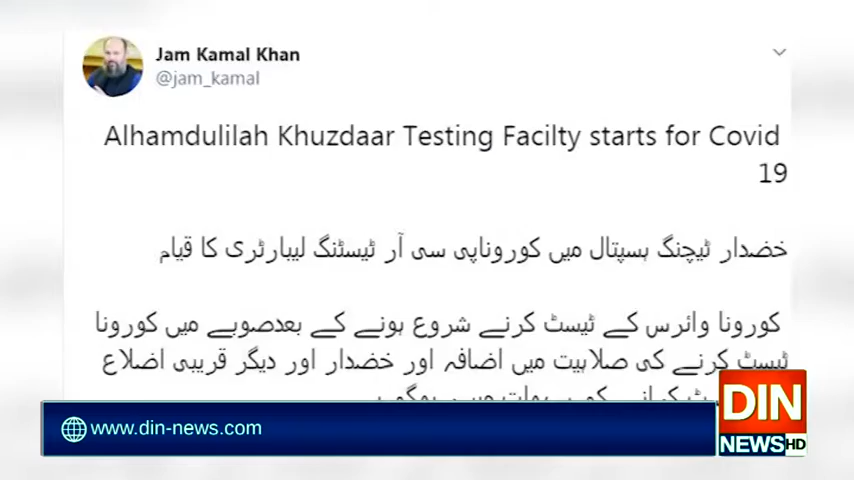 Jam Kamal Khan
@jam_kamal
Alhamdulilah Khuzdaar Testing Facilty starts for Covid
19
خضدار ٹیچنگ ہسپتال میں کوروناپی سی آر ٹیسٹنگ لیبارٹری کا قیام
کورونا وائرس کے ٹیسٹ کرنے شروع ہونے کے بعدصوبے میں کورونا
ٹیسٹ کرنے کی صلاہیت میں اضافہ اور خضدار اور دیگر قریبی اضلاع
www.din-news.com
DIN
NEWS HD